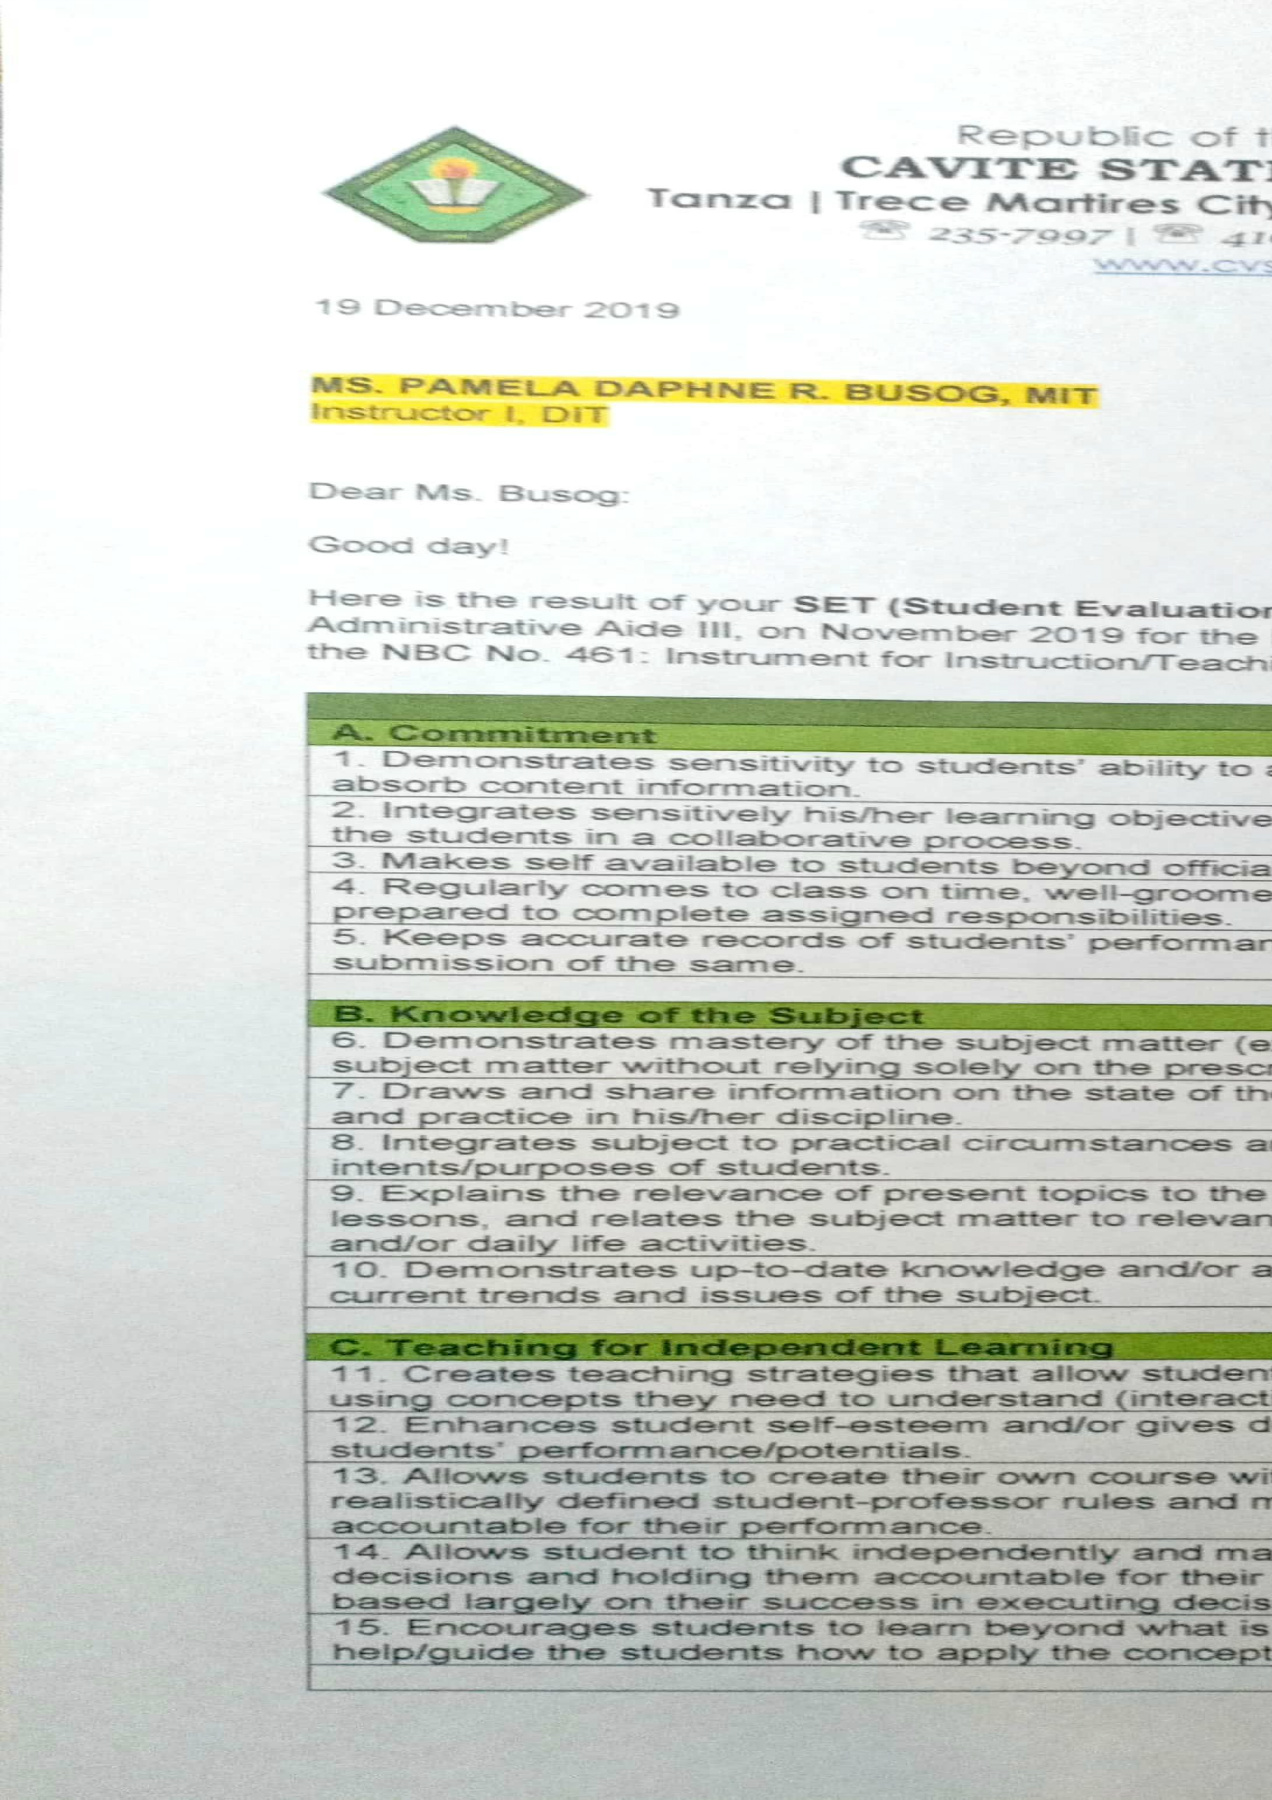 Republic of t
CAVITE STAT
Tanza | Trece Martires City
☏ 235-7997 | ☏ 41
www.cvs
19 December 2019
MS. PAMELA DAPHNE R. BUSOG, MIT
Instructor I, DIT
Dear Ms. Busog:
Good day!
Here is the result of your SET (Student Evaluation
Administrative Aide III, on November 2019 for the
the NBC No. 461: Instrument for Instruction/Teachi
A. Commitment
1. Demonstrates sensitivity to students' ability to a
absorb content information.
2. Integrates sensitively his/her learning objective
the students in a collaborative process.
3. Makes self available to students beyond officia
4. Regularly comes to class on time, well-groome
prepared to complete assigned responsibilities.
5. Keeps accurate records of students' performan
submission of the same.
B. Knowledge of the Subject
6. Demonstrates mastery of the subject matter (e
subject matter without relying solely on the presc
7. Draws and share information on the state of th
and practice in his/her discipline.
8. Integrates subject to practical circumstances a
intents/purposes of students.
9. Explains the relevance of present topics to the
lessons, and relates the subject matter to relevan
and/or daily life activities.
10. Demonstrates up-to-date knowledge and/or a
current trends and issues of the subject.
C. Teaching for Independent Learning
11. Creates teaching strategies that allow studen
using concepts they need to understand (interacti
12. Enhances student self-esteem and/or gives d
students' performance/potentials.
13. Allows students to create their own course wi
realistically defined student-professor rules and m
accountable for their performance.
14. Allows student to think independently and ma
decisions and holding them accountable for their
based largely on their success in executing decis
15. Encourages students to learn beyond what is
help/guide the students how to apply the concept